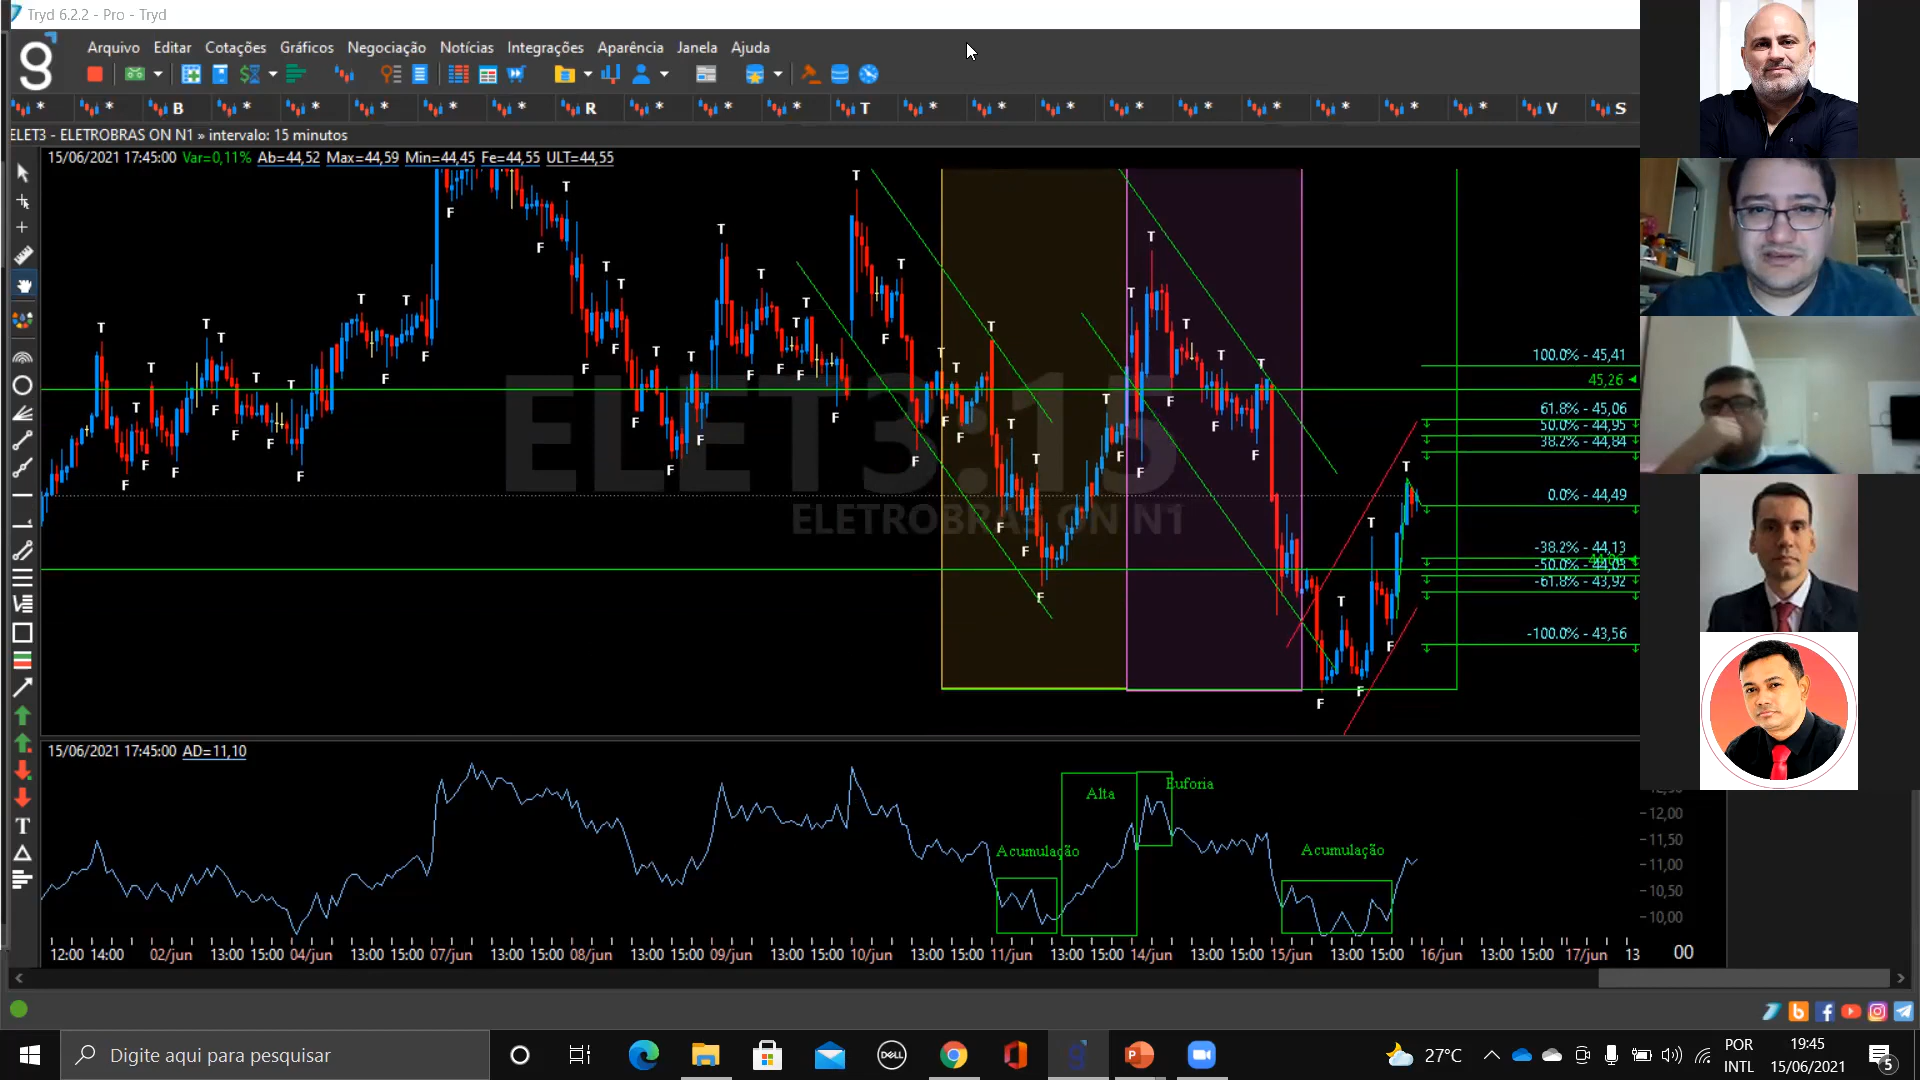 Tryd 6.2.2 - Pro - Tryd
Arquivo Editar Cotações Gráficos Negociação Notícias Integrações Aparência Janela Ajuda
* * B * * * * * R * * * T * * * * * * * * * V S
ELET3 - ELETROBRAS ON N1 » intervalo: 15 minutos
15/06/2021 17:45:00 Var=0,11% Ab=44,52 Max=44,59 Min=44,45 Fe=44,55 ULT=44,55
ELET3:15
ELETROBRAS ON N1
100.0% - 45,41
45,26
61.8% - 45,06
50.0% - 44,95
38.2% - 44,84
0.0% - 44,49
-38.2% - 44,13
-50.0% - 44,03
-61.8% - 43,92
-100.0% - 43,56
15/06/2021 17:45:00 AD=11,10
Acumulação
Alta
Euforia
Acumulação
12,00
11,50
11,00
10,50
10,00
12:00 14:00 02/jun 13:00 15:00 04/jun 13:00 15:00 07/jun 13:00 15:00 08/jun 13:00 15:00 09/jun 13:00 15:00 10/jun 13:00 15:00 11/jun 13:00 15:00 14/jun 13:00 15:00 15/jun 13:00 15:00 16/jun 13:00 15:00 17/jun 13 00
Digite aqui para pesquisar
DELL
27°C
POR
INTL
19:45
15/06/2021
5